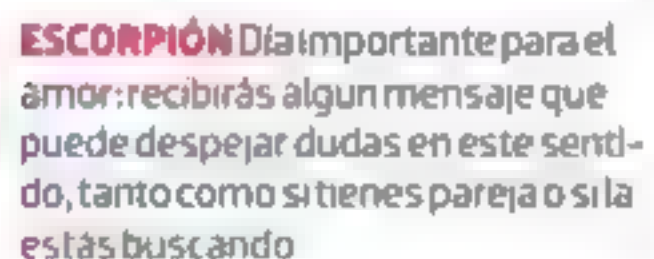 ESCORPIÓN Día importante para el
amor: recibirás algun mensaje que
puede despejar dudas en este senti-
do, tanto como si tienes pareja o si la
estás buscando